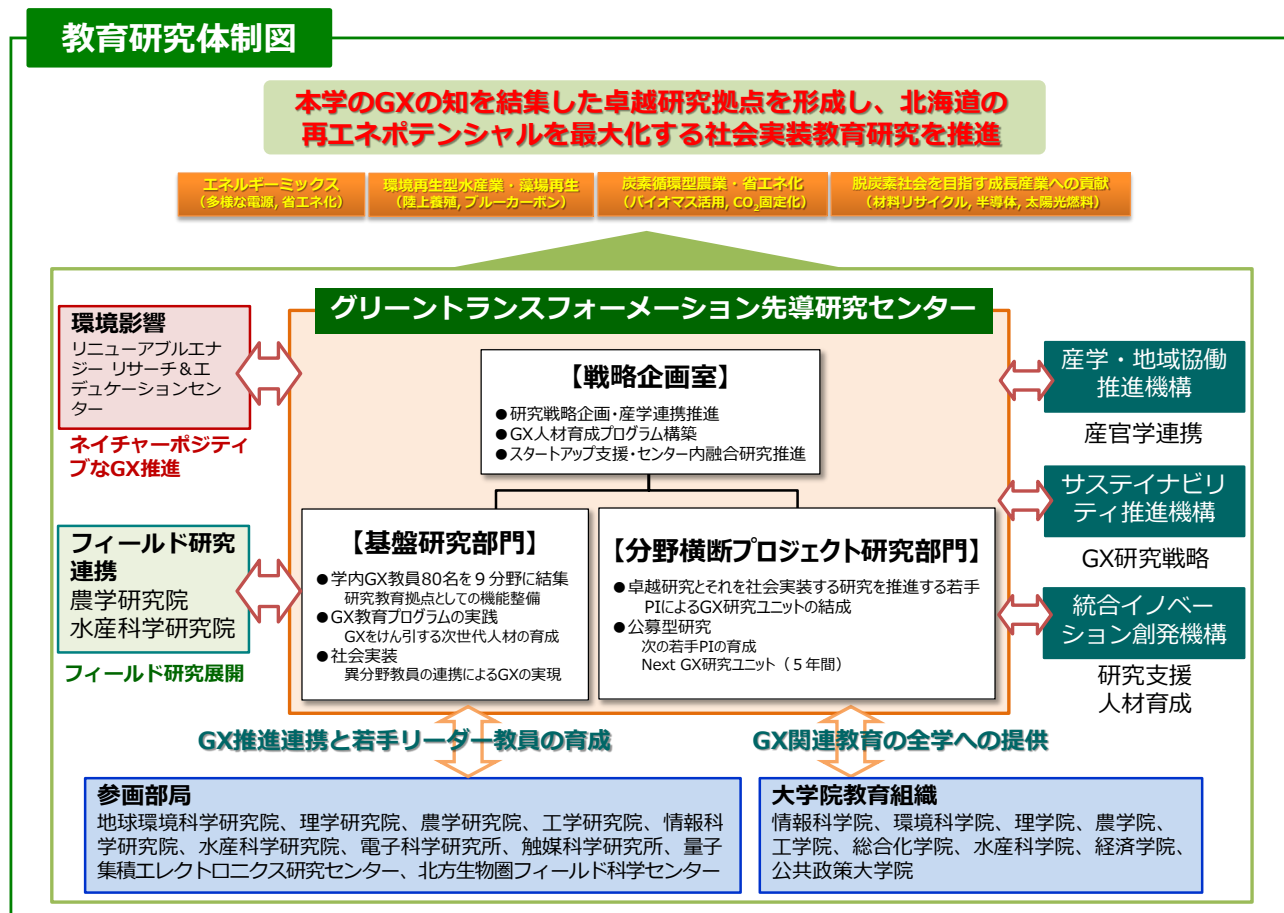 教育研究体制図
本学のGXの知を結集した卓越研究拠点を形成し、北海道の
再エネポテンシャルを最大化する社会実装教育研究を推進
エネルギーミックス
（多様な電源, 省エネ化）
環境再生型水産業・藻場再生
（陸上養殖, ブルーカーボン）
炭素循環型農業・省エネ化
（バイオマス活用, CO₂固定化）
脱炭素社会を目指す成長産業への貢献
（材料リサイクル, 半導体, 太陽光燃料）
グリーントランスフォーメーション先導研究センター
環境影響
リニューアブルエナ
ジー リサーチ＆エ
デュケーションセン
ター
ネイチャーポジティ
ブなGX推進
フィールド研究
連携
農学研究院
水産科学研究院
フィールド研究展開
【戦略企画室】
●研究戦略企画・産学連携推進
●GX人材育成プログラム構築
●スタートアップ支援・センター内融合研究推進
【基盤研究部門】
●学内GX教員80名を９分野に結集
研究教育拠点としての機能整備
●GX教育プログラムの実践
GXをけん引する次世代人材の育成
●社会実装
異分野教員の連携によるGXの実現
【分野横断プロジェクト研究部門】
●卓越研究とそれを社会実装する研究を推進する若手
PIによるGX研究ユニットの結成
●公募型研究
次の若手PIの育成
Next GX研究ユニット（５年間）
産学・地域協働
推進機構
産官学連携
サステイナビリ
ティ推進機構
GX研究戦略
統合イノベー
ション創発機構
研究支援
人材育成
GX推進連携と若手リーダー教員の育成
GX関連教育の全学への提供
参画部局
地球環境科学研究院、理学研究院、農学研究院、工学研究院、情報科
学研究院、水産科学研究院、電子科学研究所、触媒科学研究所、量子
集積エレクトロニクス研究センター、北方生物圏フィールド科学センター
大学院教育組織
情報科学院、環境科学院、理学院、農学院、
工学院、総合化学院、水産科学院、経済学院、
公共政策大学院